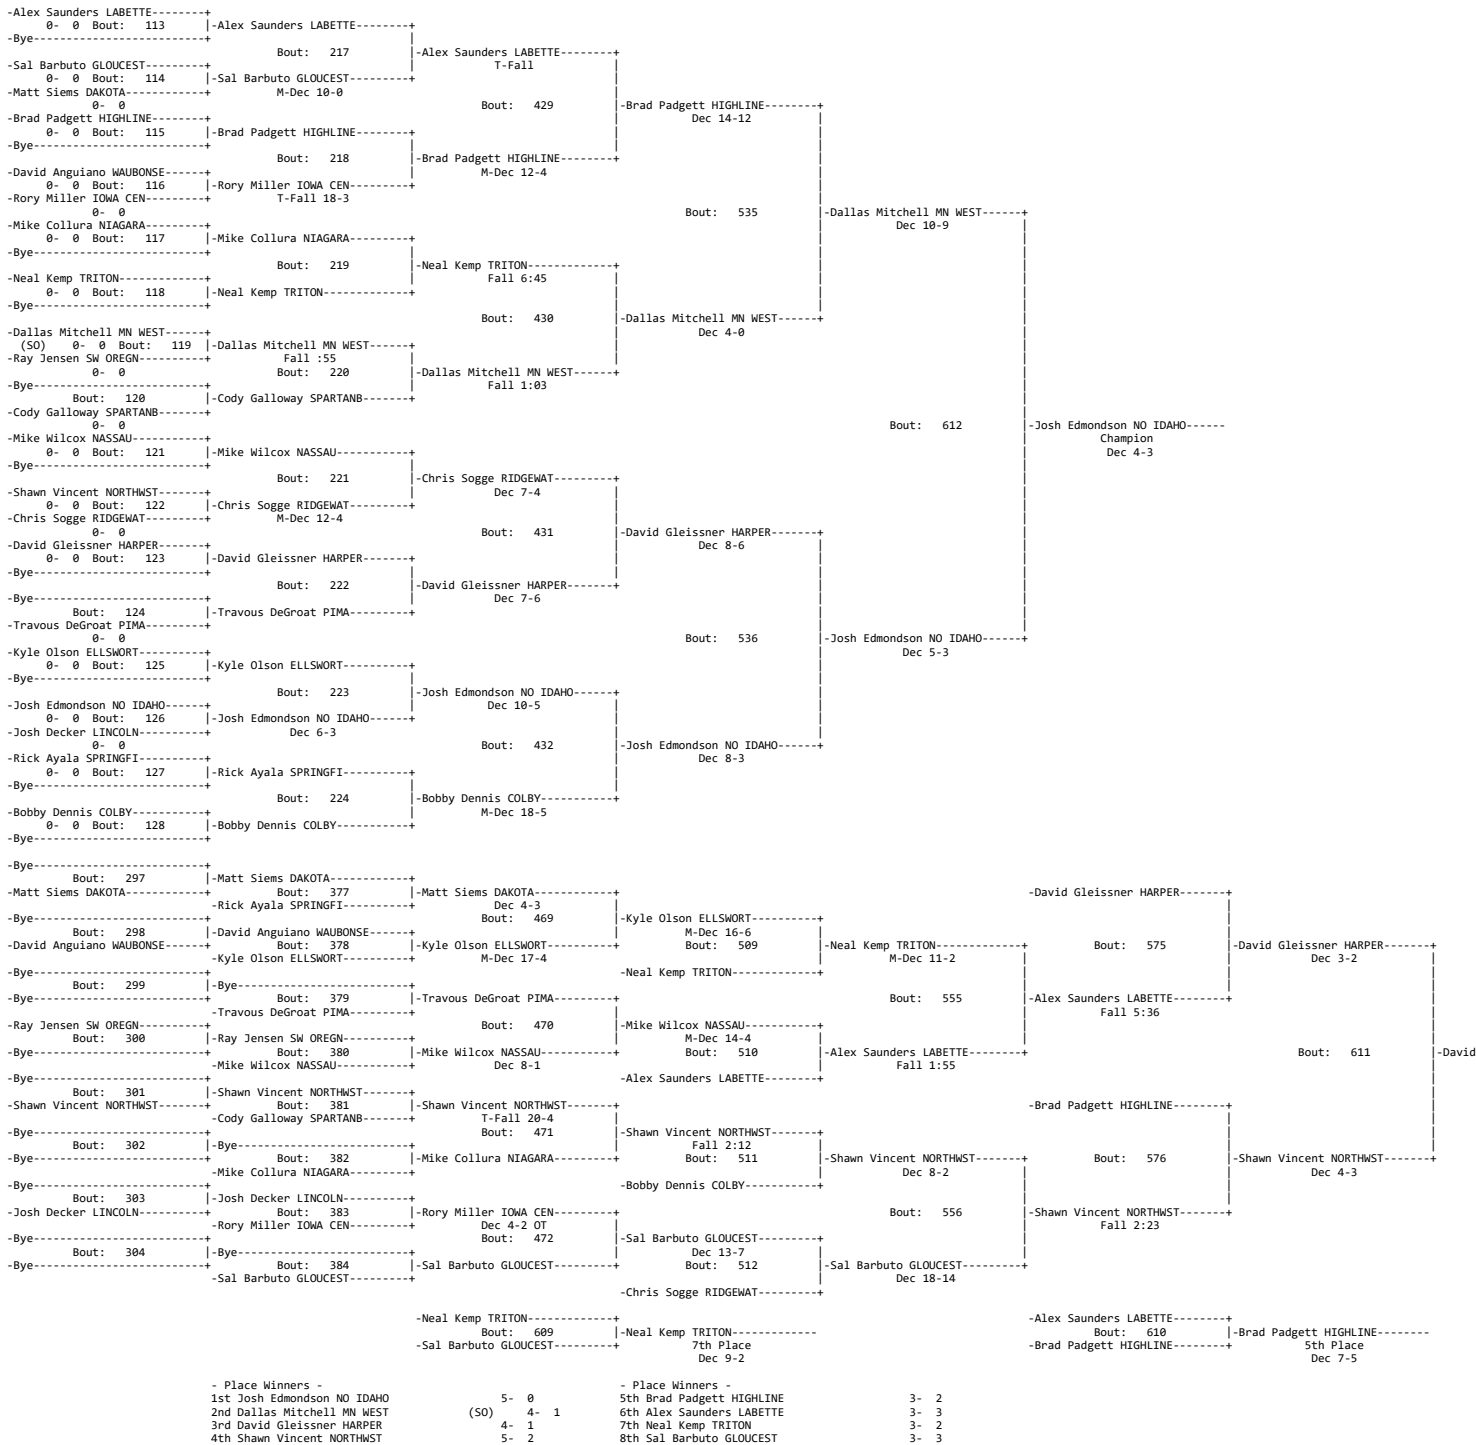 -Alex Saunders LABETTE--------+
0- 0 Bout: 113 |-Alex Saunders LABETTE--------+
-Bye--------------------------+ |
Bout: 217 |-Alex Saunders LABETTE--------+
-Sal Barbuto GLOUCEST---------+ | T-Fall |
0- 0 Bout: 114 |-Sal Barbuto GLOUCEST---------+ |
-Matt Siems DAKOTA------------+ M-Dec 10-0 |
0- 0 Bout: 429 |-Brad Padgett HIGHLINE--------+
-Brad Padgett HIGHLINE--------+ | Dec 14-12 |
0- 0 Bout: 115 |-Brad Padgett HIGHLINE--------+ | |
-Bye--------------------------+ | | |
Bout: 218 |-Brad Padgett HIGHLINE--------+ |
-David Anguiano WAUBONSE------+ | M-Dec 12-4 |
0- 0 Bout: 116 |-Rory Miller IOWA CEN---------+ |
-Rory Miller IOWA CEN---------+ T-Fall 18-3 |
0- 0 Bout: 535 |-Dallas Mitchell MN WEST------+
-Mike Collura NIAGARA---------+ | Dec 10-9 |
0- 0 Bout: 117 |-Mike Collura NIAGARA---------+ | |
-Bye--------------------------+ | | |
Bout: 219 |-Neal Kemp TRITON-------------+ | |
-Neal Kemp TRITON-------------+ | Fall 6:45 | | |
0- 0 Bout: 118 |-Neal Kemp TRITON-------------+ | | |
-Bye--------------------------+ | | |
Bout: 430 |-Dallas Mitchell MN WEST------+ |
-Dallas Mitchell MN WEST------+ | Dec 4-0 |
(SO) 0- 0 Bout: 119 |-Dallas Mitchell MN WEST------+ | |
-Ray Jensen SW OREGN----------+ Fall :55 | | |
0- 0 Bout: 220 |-Dallas Mitchell MN WEST------+ |
-Bye--------------------------+ | Fall 1:03 |
Bout: 120 |-Cody Galloway SPARTANB-------+ |
-Cody Galloway SPARTANB-------+ |
0- 0 Bout: 612 |-Josh Edmondson NO IDAHO------
-Mike Wilcox NASSAU-----------+ | Champion
0- 0 Bout: 121 |-Mike Wilcox NASSAU-----------+ | Dec 4-3
-Bye--------------------------+ | |
Bout: 221 |-Chris Sogge RIDGEWAT---------+ |
-Shawn Vincent NORTHWST-------+ | Dec 7-4 | |
0- 0 Bout: 122 |-Chris Sogge RIDGEWAT---------+ | |
-Chris Sogge RIDGEWAT---------+ M-Dec 12-4 | |
0- 0 Bout: 431 |-David Gleissner HARPER-------+ |
-David Gleissner HARPER-------+ | Dec 8-6 | |
0- 0 Bout: 123 |-David Gleissner HARPER-------+ | | |
-Bye--------------------------+ | | | |
Bout: 222 |-David Gleissner HARPER-------+ | |
-Bye--------------------------+ | Dec 7-6 | |
Bout: 124 |-Travous DeGroat PIMA---------+ | |
-Travous DeGroat PIMA---------+ | |
0- 0 Bout: 536 |-Josh Edmondson NO IDAHO------+
-Kyle Olson ELLSWORT----------+ | Dec 5-3
0- 0 Bout: 125 |-Kyle Olson ELLSWORT----------+ |
-Bye--------------------------+ | |
Bout: 223 |-Josh Edmondson NO IDAHO------+ |
-Josh Edmondson NO IDAHO------+ | Dec 10-5 | |
0- 0 Bout: 126 |-Josh Edmondson NO IDAHO------+ | |
-Josh Decker LINCOLN----------+ Dec 6-3 | |
0- 0 Bout: 432 |-Josh Edmondson NO IDAHO------+
-Rick Ayala SPRINGFI----------+ | Dec 8-3
0- 0 Bout: 127 |-Rick Ayala SPRINGFI----------+ |
-Bye--------------------------+ | |
Bout: 224 |-Bobby Dennis COLBY-----------+
-Bobby Dennis COLBY-----------+ | M-Dec 18-5
0- 0 Bout: 128 |-Bobby Dennis COLBY-----------+
-Bye--------------------------+
-Bye--------------------------+
Bout: 297 |-Matt Siems DAKOTA------------+
-Matt Siems DAKOTA------------+ Bout: 377 |-Matt Siems DAKOTA------------+ -David Gleissner HARPER-------+
-Rick Ayala SPRINGFI----------+ Dec 4-3 | |
-Bye--------------------------+ Bout: 469 |-Kyle Olson ELLSWORT----------+ |
Bout: 298 |-David Anguiano WAUBONSE------+ | M-Dec 16-6 | |
-David Anguiano WAUBONSE------+ Bout: 378 |-Kyle Olson ELLSWORT----------+ Bout: 509 |-Neal Kemp TRITON-------------+ Bout: 575 |-David Gleissner HARPER-------+
-Kyle Olson ELLSWORT----------+ M-Dec 17-4 | M-Dec 11-2 | | Dec 3-2 |
-Bye--------------------------+ -Neal Kemp TRITON-------------+ | | |
Bout: 299 |-Bye--------------------------+ | | |
-Bye--------------------------+ Bout: 379 |-Travous DeGroat PIMA---------+ Bout: 555 |-Alex Saunders LABETTE--------+ |
-Travous DeGroat PIMA---------+ | | Fall 5:36 |
-Ray Jensen SW OREGN----------+ Bout: 470 |-Mike Wilcox NASSAU-----------+ | |
Bout: 300 |-Ray Jensen SW OREGN----------+ | M-Dec 14-4 | | |
-Bye--------------------------+ Bout: 380 |-Mike Wilcox NASSAU-----------+ Bout: 510 |-Alex Saunders LABETTE--------+ Bout: 611 |-David
-Mike Wilcox NASSAU-----------+ Dec 8-1 | Fall 1:55 |
-Bye--------------------------+ -Alex Saunders LABETTE--------+ |
Bout: 301 |-Shawn Vincent NORTHWST-------+ |
-Shawn Vincent NORTHWST-------+ Bout: 381 |-Shawn Vincent NORTHWST-------+ -Brad Padgett HIGHLINE--------+ |
-Cody Galloway SPARTANB-------+ T-Fall 20-4 | | |
-Bye--------------------------+ Bout: 471 |-Shawn Vincent NORTHWST-------+ | |
Bout: 302 |-Bye--------------------------+ | Fall 2:12 | | |
-Bye--------------------------+ Bout: 382 |-Mike Collura NIAGARA---------+ Bout: 511 |-Shawn Vincent NORTHWST-------+ Bout: 576 |-Shawn Vincent NORTHWST-------+
-Mike Collura NIAGARA---------+ | Dec 8-2 | | Dec 4-3
-Bye--------------------------+ -Bobby Dennis COLBY-----------+ | |
Bout: 303 |-Josh Decker LINCOLN----------+ | |
-Josh Decker LINCOLN----------+ Bout: 383 |-Rory Miller IOWA CEN---------+ Bout: 556 |-Shawn Vincent NORTHWST-------+
-Rory Miller IOWA CEN---------+ Dec 4-2 OT | | Fall 2:23
-Bye--------------------------+ Bout: 472 |-Sal Barbuto GLOUCEST---------+ |
Bout: 304 |-Bye--------------------------+ | Dec 13-7 | |
-Bye--------------------------+ Bout: 384 |-Sal Barbuto GLOUCEST---------+ Bout: 512 |-Sal Barbuto GLOUCEST---------+
-Sal Barbuto GLOUCEST---------+ | Dec 18-14
-Chris Sogge RIDGEWAT---------+
-Neal Kemp TRITON-------------+ -Alex Saunders LABETTE--------+
Bout: 609 |-Neal Kemp TRITON------------- Bout: 610 |-Brad Padgett HIGHLINE--------
-Sal Barbuto GLOUCEST---------+ 7th Place -Brad Padgett HIGHLINE--------+ 5th Place
Dec 9-2 Dec 7-5
- Place Winners - - Place Winners -
1st Josh Edmondson NO IDAHO 5- 0 5th Brad Padgett HIGHLINE 3- 2
2nd Dallas Mitchell MN WEST (SO) 4- 1 6th Alex Saunders LABETTE 3- 3
3rd David Gleissner HARPER 4- 1 7th Neal Kemp TRITON 3- 2
4th Shawn Vincent NORTHWST 5- 2 8th Sal Barbuto GLOUCEST 3- 3